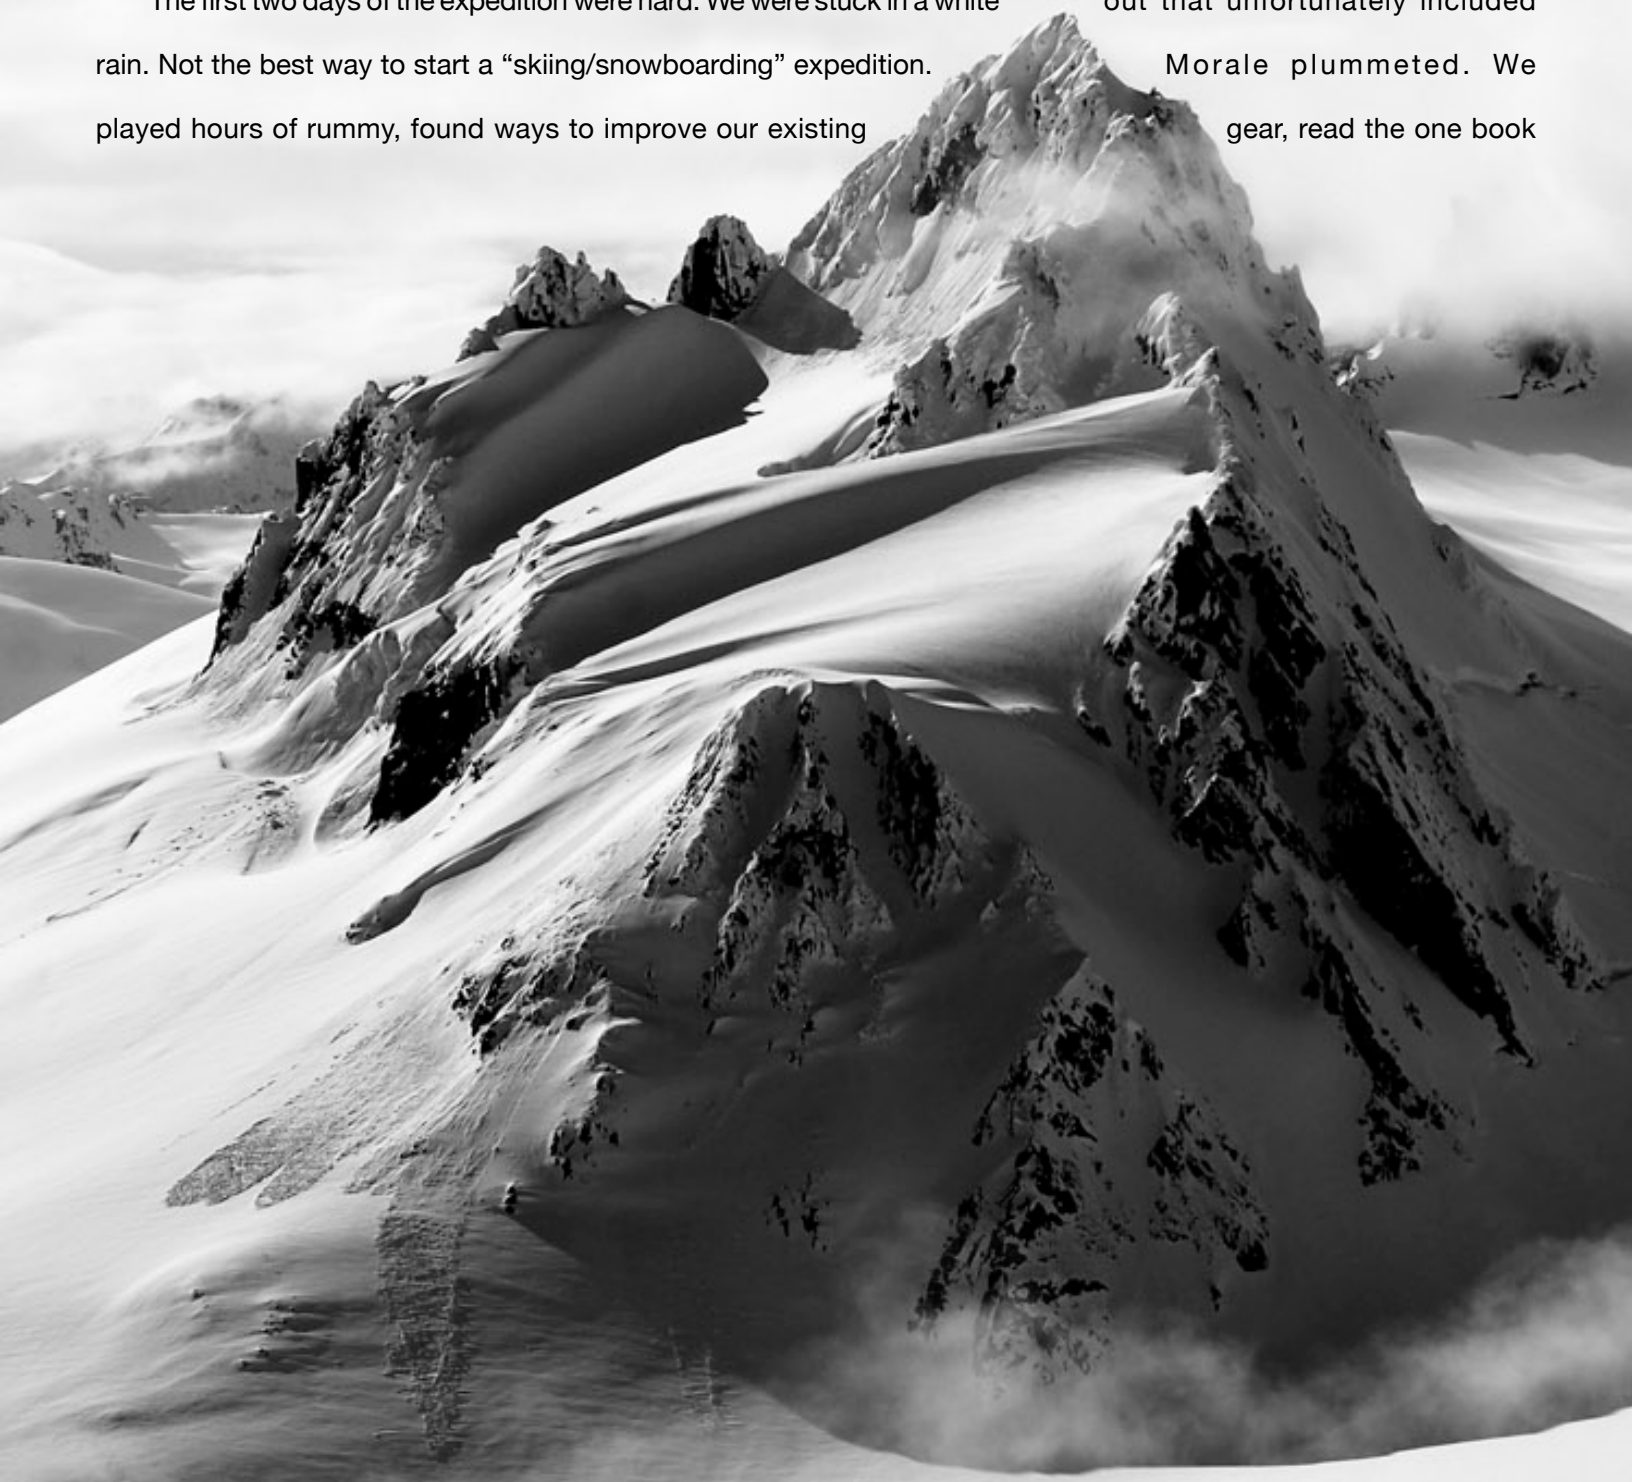 The first two days of the expedition were hard. We were stuck in a white out that unfortunately included
rain. Not the best way to start a “skiing/snowboarding” expedition. Morale plummeted. We
played hours of rummy, found ways to improve our existing gear, read the one book